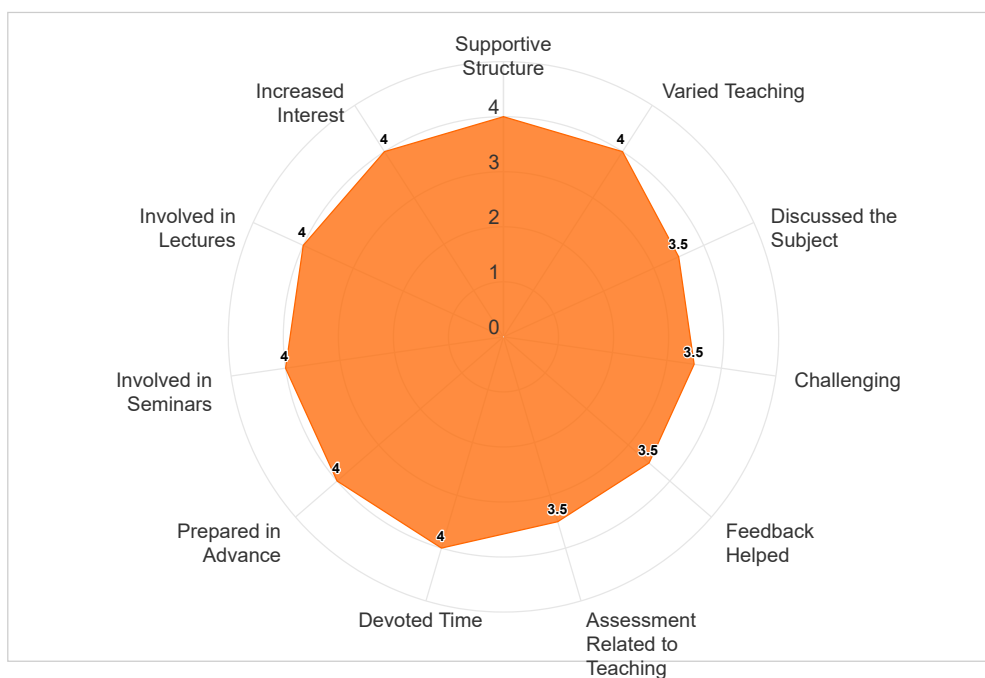 Supportive
Structure
Increased
Interest
Varied Teaching
4
4
4
3
Involved in
Lectures
4
2
3.5
Discussed the
Subject
1
0
4
3.5
Involved in
Seminars
Challenging
4
3.5
Prepared in
Advance
4
3.5
Feedback
Helped
Devoted Time
Assessment
Related to
Teaching